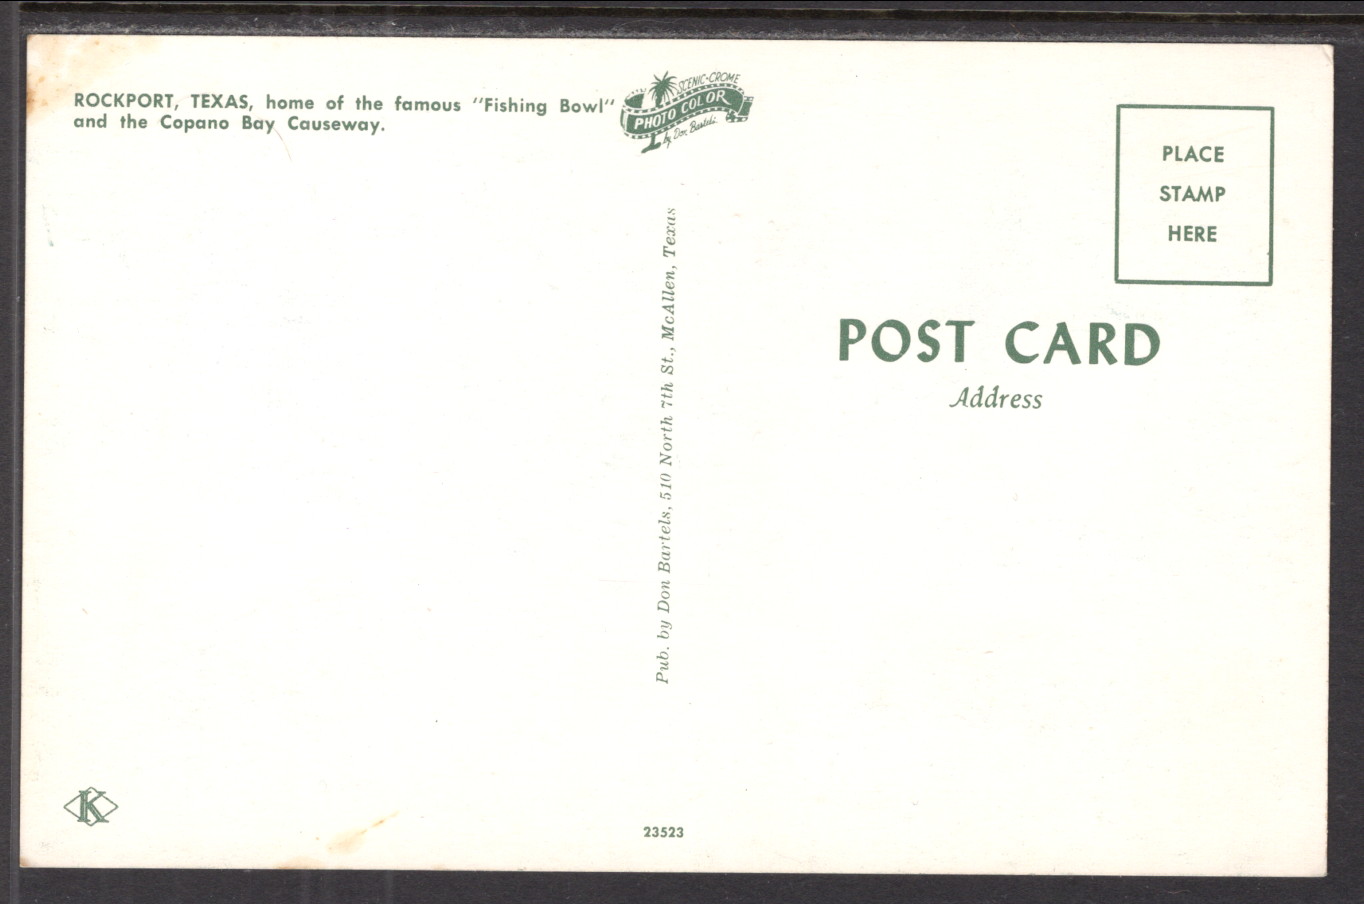 ROCKPORT, TEXAS, home of the famous "Fishing Bowl"
and the Copano Bay Causeway.
SCENIC-CROME
PHOTO COLOR
by Don Bartels
PLACE
STAMP
HERE
POST CARD
Address
Pub. by Don Bartels, 510 North 7th St., McAllen, Texas
K
23523